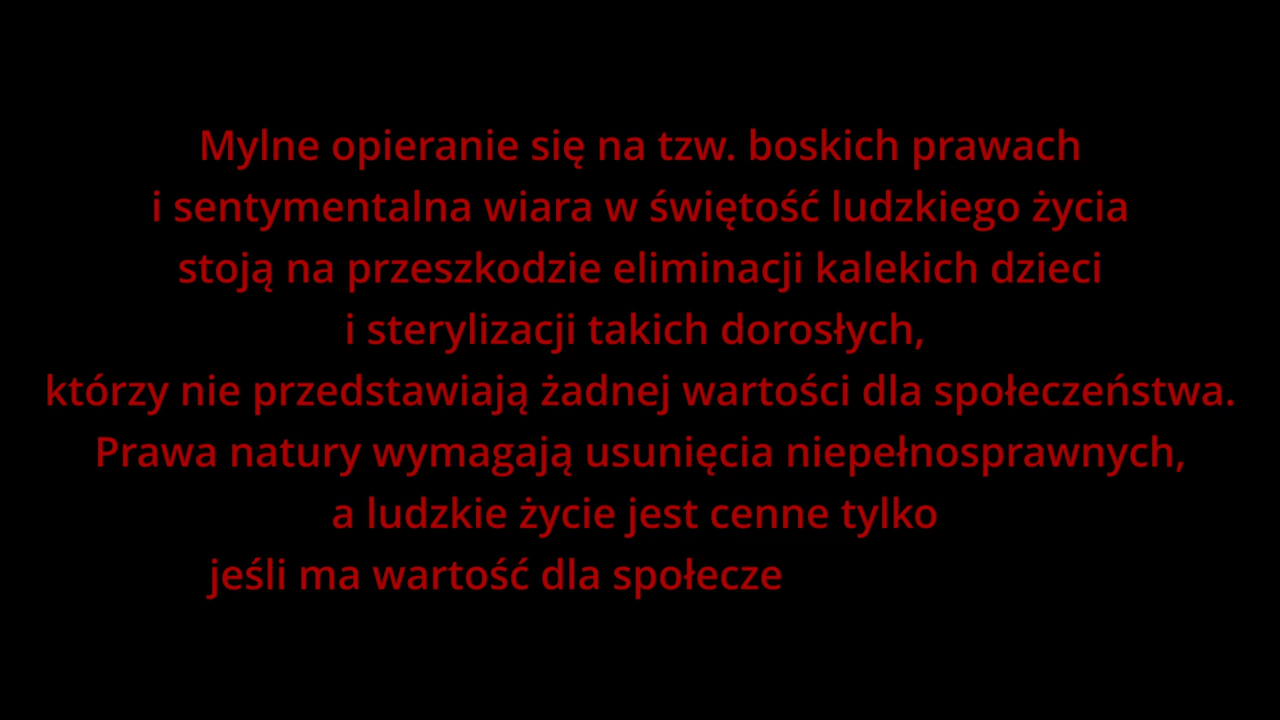 Mylne opieranie się na tzw. boskich prawach
i sentymentalna wiara w świętość ludzkiego życia
stoją na przeszkodzie eliminacji kalekich dzieci
i sterylizacji takich dorosłych,
którzy nie przedstawiają żadnej wartości dla społeczeństwa.
Prawa natury wymagają usunięcia niepełnosprawnych,
a ludzkie życie jest cenne tylko
jeśli ma wartość dla społecze